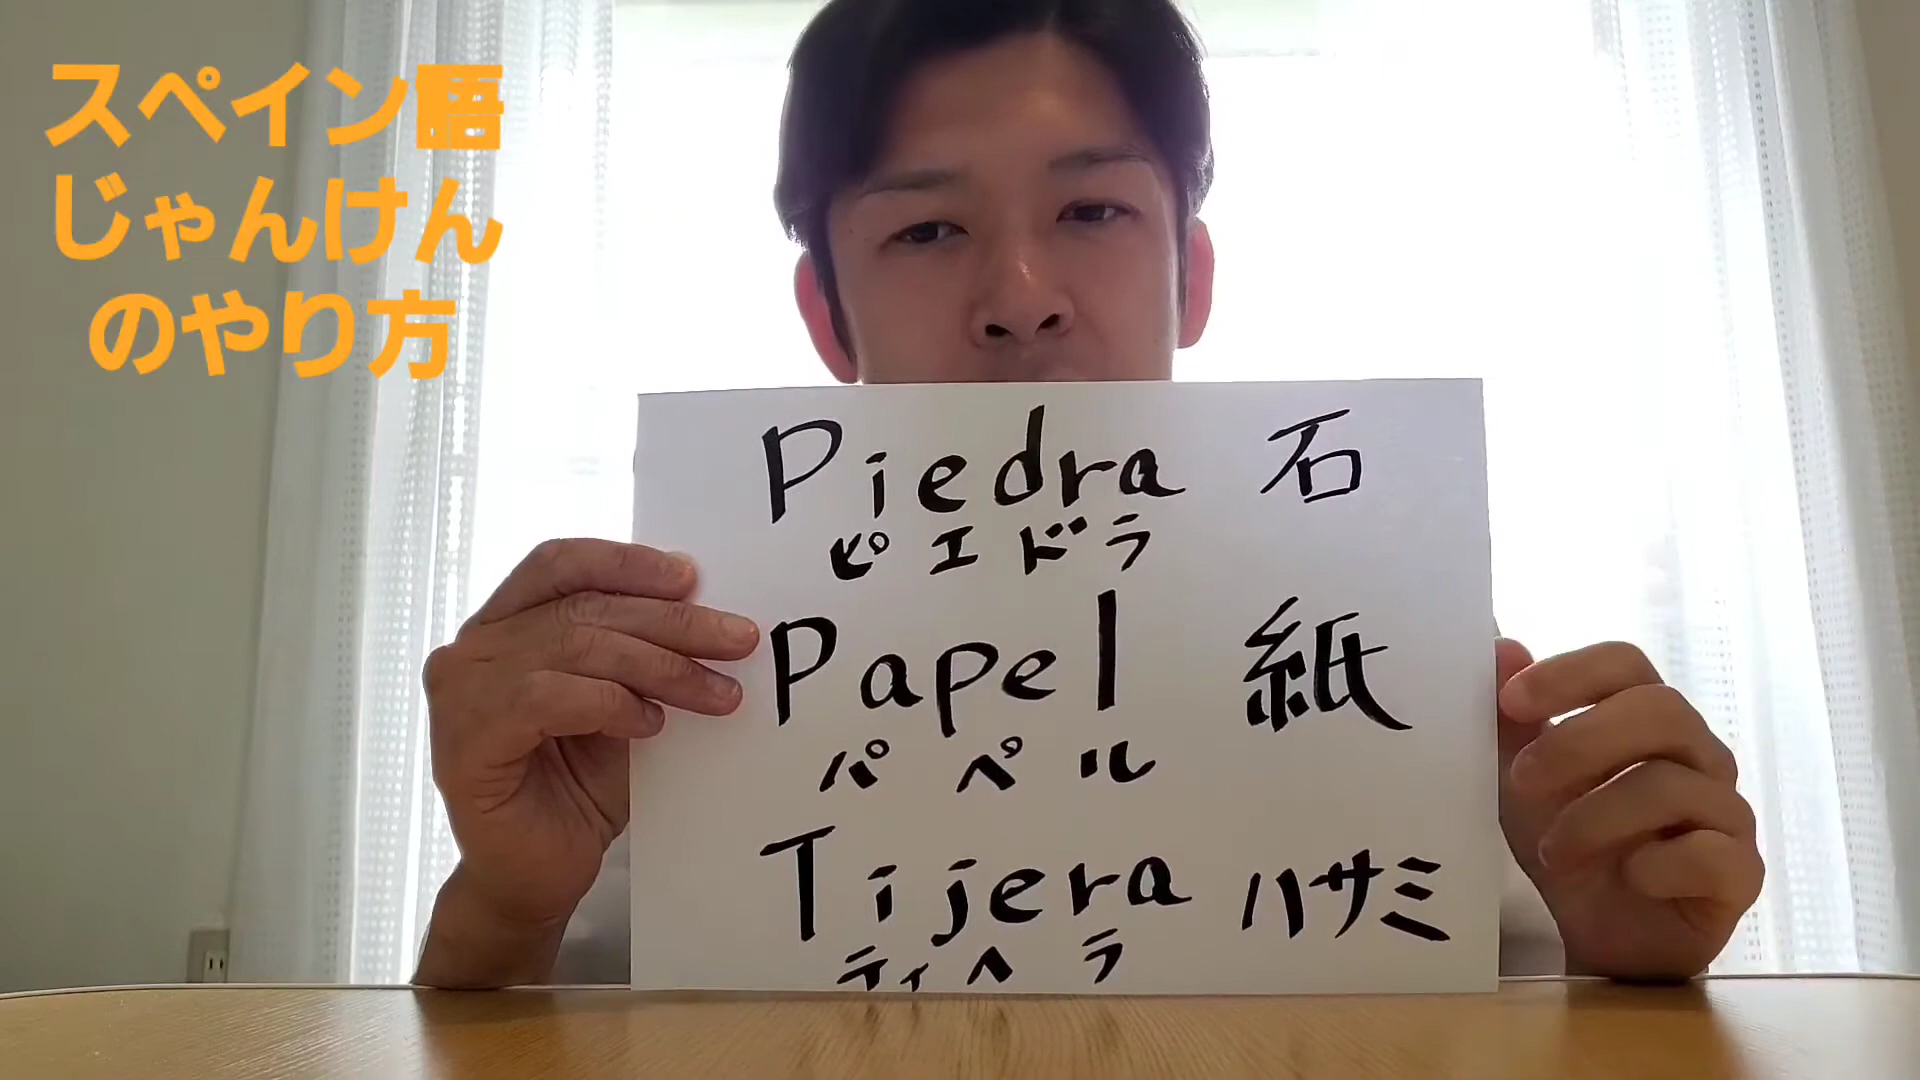 スペイン語
じゃんけん
のやり方
Piedra 石
ピエドラ
Papel 紙
パペル
Tijera ハサミ
ティヘラ